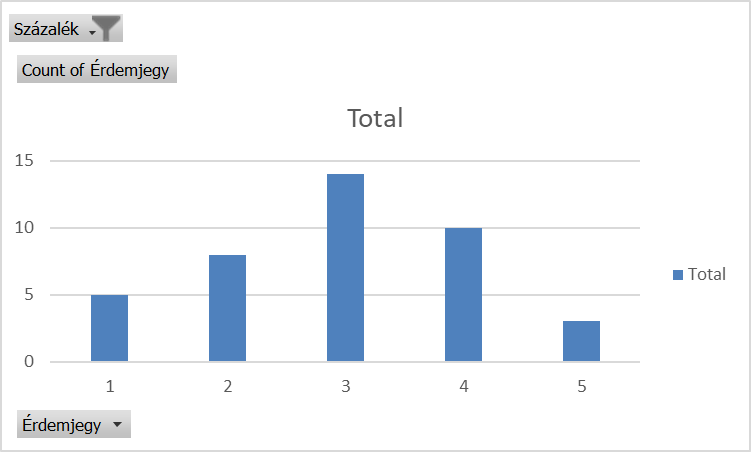 Százalék
Count of Érdemjegy
Total
15
10
5
0
1 2 3 4 5
Total
Érdemjegy